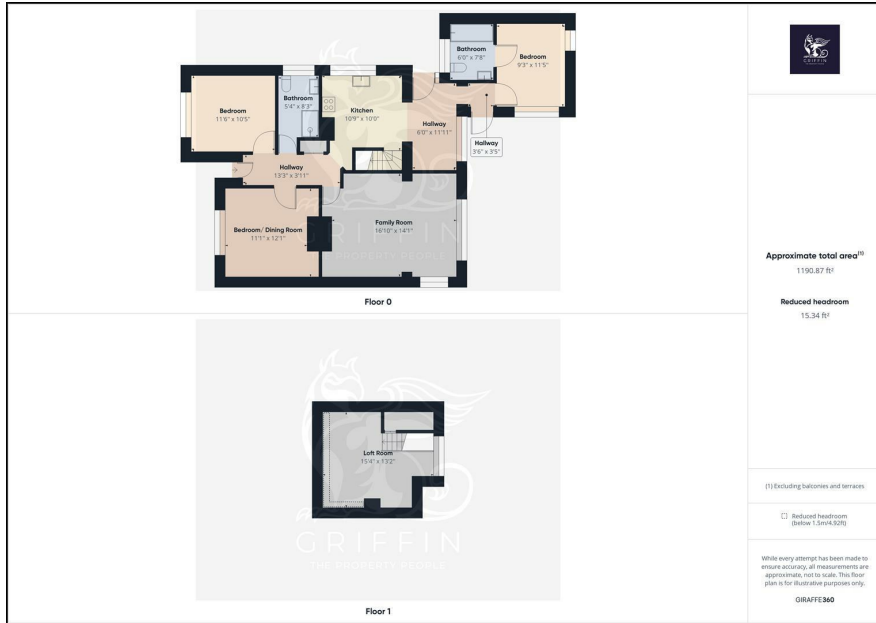 Bathroom
6'0" x 7'8"
Bedroom
9'3" x 11'5"
Bedroom
11'6" x 10'5"
Bathroom
5'4" x 8'3"
Kitchen
10'9" x 10'0"
Hallway
6'0" x 11'11"
Hallway
3'6" x 3'5"
Hallway
13'3" x 3'11"
Bedroom/ Dining Room
11'1" x 12'1"
Family Room
16'10" x 14'1"
GRIFFIN
THE PROPERTY PEOPLE
Floor 0
Loft Room
15'4" x 13'2"
GRIFFIN
THE PROPERTY PEOPLE
Floor 1
GRIFFIN
Approximate total area(1)
1190.87 ft²
Reduced headroom
15.34 ft²
(1) Excluding balconies and terraces
Reduced headroom
(below 1.5m/4.92ft)
While every attempt has been made to
ensure accuracy, all measurements are
approximate, not to scale. This floor
plan is for illustrative purposes only.
GIRAFFE360